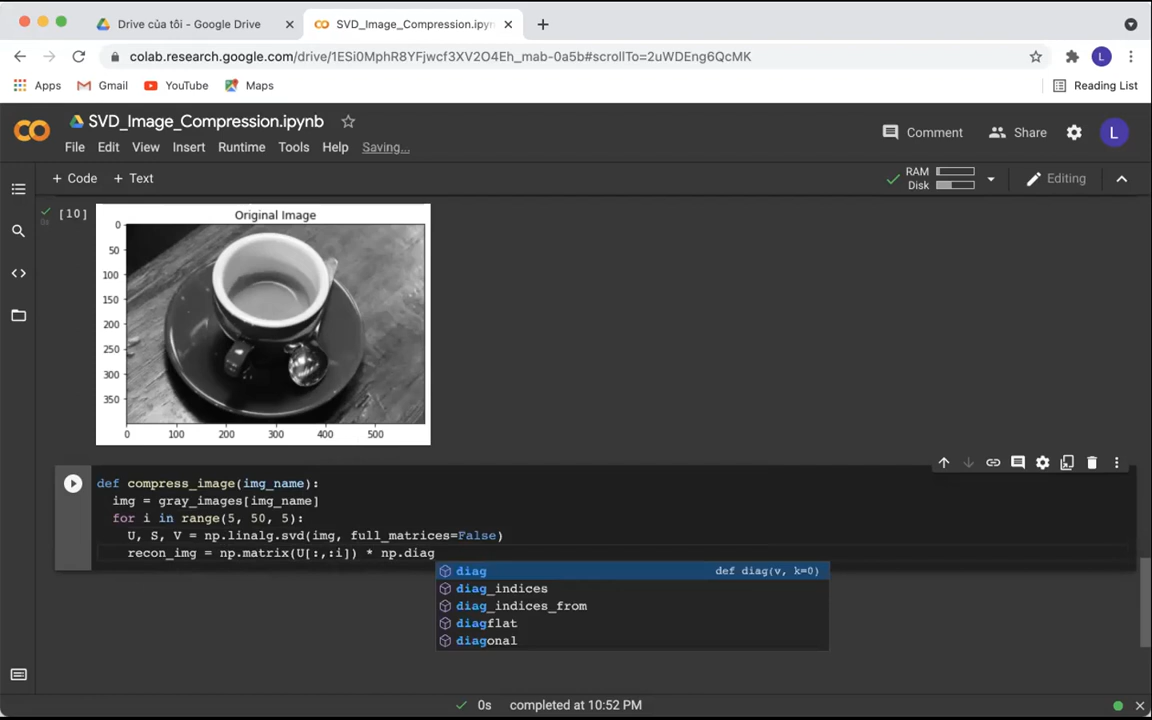 Drive của tôi - Google Drive
SVD_Image_Compression.ipyn
colab.research.google.com/drive/1ESi0MphR8YFjwcf3XV2O4Eh_mab-0a5b#scrollTo=2uWDEng6QcMK
L
Apps Gmail YouTube Maps Reading List
SVD_Image_Compression.ipynb
Comment Share L
File Edit View Insert Runtime Tools Help Saving...
+ Code + Text
RAM
Disk
Editing
[10]
0s
Original Image
0
50
100
150
200
250
300
350
0 100 200 300 400 500
def compress_image(img_name):
img = gray_images[img_name]
for i in range(5, 50, 5):
U, S, V = np.linalg.svd(img, full_matrices=False)
recon_img = np.matrix(U[:,:i]) * np.diag
diag def diag(v, k=0)
diag_indices
diag_indices_from
diagflat
diagonal
0s completed at 10:52 PM